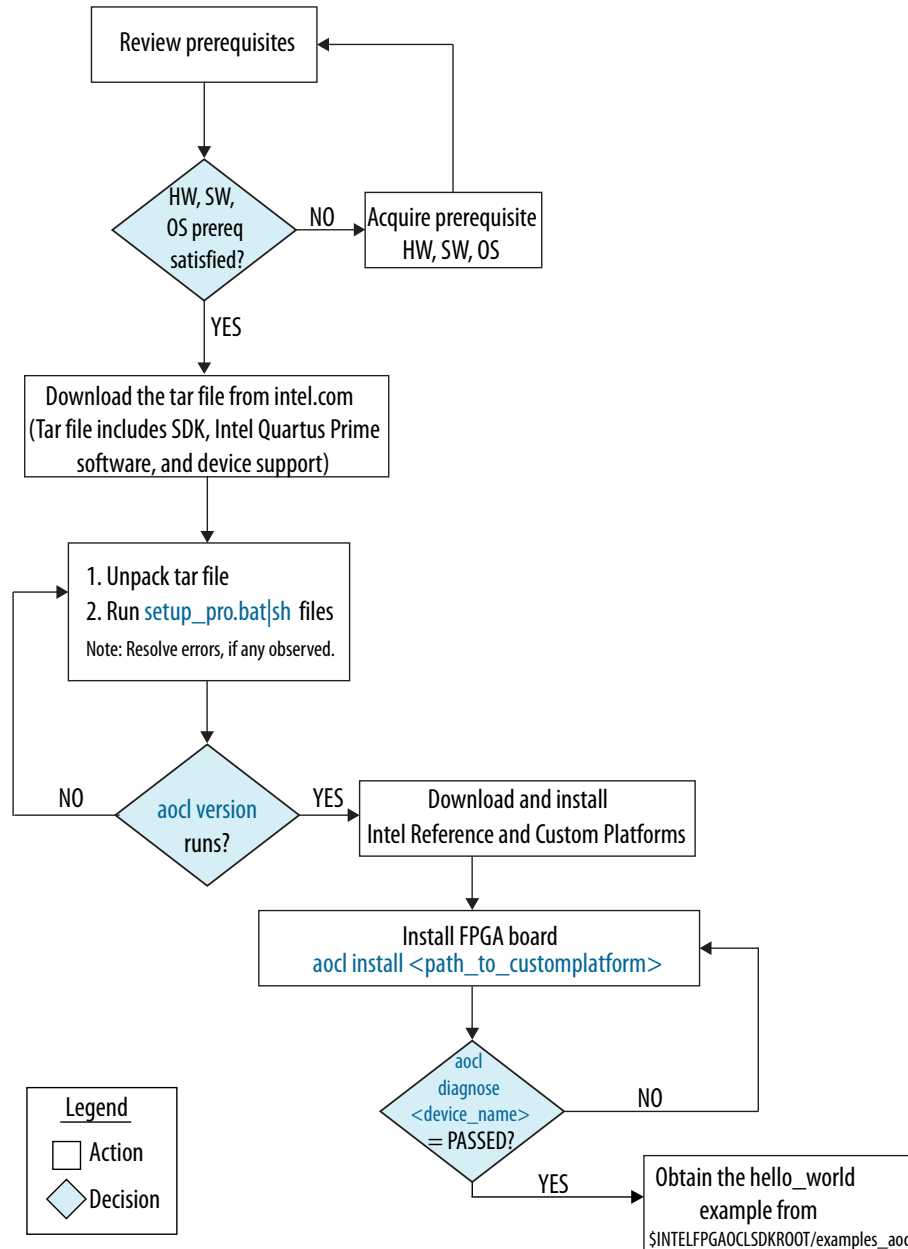 Review prerequisites
HW, SW,
OS prereq
satisfied?
NO
Acquire prerequisite
HW, SW, OS
YES
Download the tar file from intel.com
(Tar file includes SDK, Intel Quartus Prime
software, and device support)
1. Unpack tar file
2. Run setup_pro.bat|sh files
Note: Resolve errors, if any observed.
NO
aocl version
runs?
YES
Download and install
Intel Reference and Custom Platforms
Install FPGA board
aocl install <path_to_customplatform>
aocl
diagnose
<device_name>
= PASSED?
NO
YES
Obtain the hello_world
example from
$INTELFPGAOCLSDKROOT/examples_aoc
Legend
Action
Decision